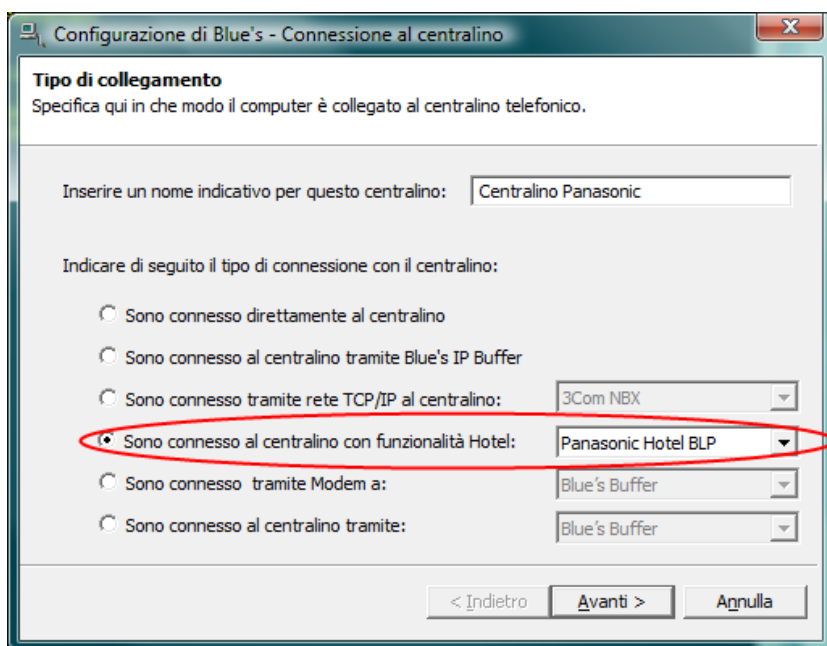 Configurazione di Blue's - Connessione al centralino
Tipo di collegamento
Specifica qui in che modo il computer è collegato al centralino telefonico.
Inserire un nome indicativo per questo centralino: Centralino Panasonic
Indicare di seguito il tipo di connessione con il centralino:
Sono connesso direttamente al centralino
Sono connesso al centralino tramite Blue's IP Buffer
Sono connesso tramite rete TCP/IP al centralino: 3Com NBX
Sono connesso al centralino con funzionalità Hotel: Panasonic Hotel BLP
Sono connesso tramite Modem a: Blue's Buffer
Sono connesso al centralino tramite: Blue's Buffer
< Indietro Avanti > Annulla